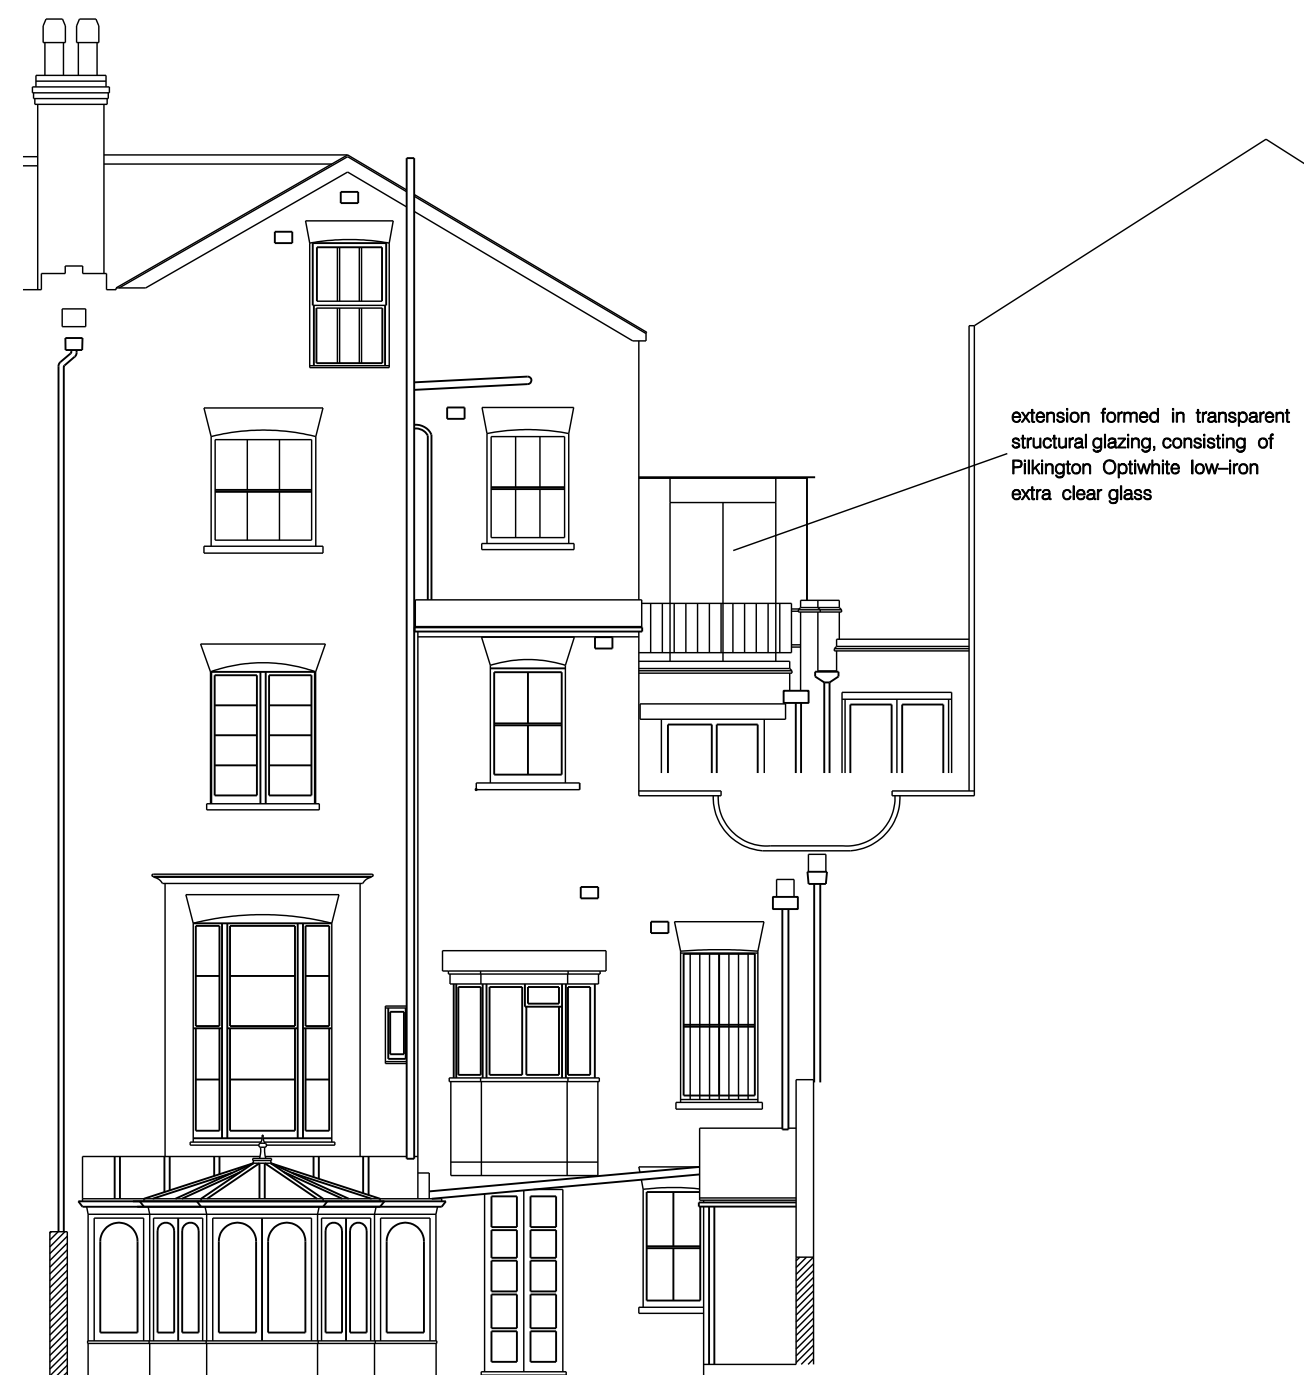 extension formed in transparent
structural glazing, consisting of
Pilkington Optiwhite low-iron
extra clear glass